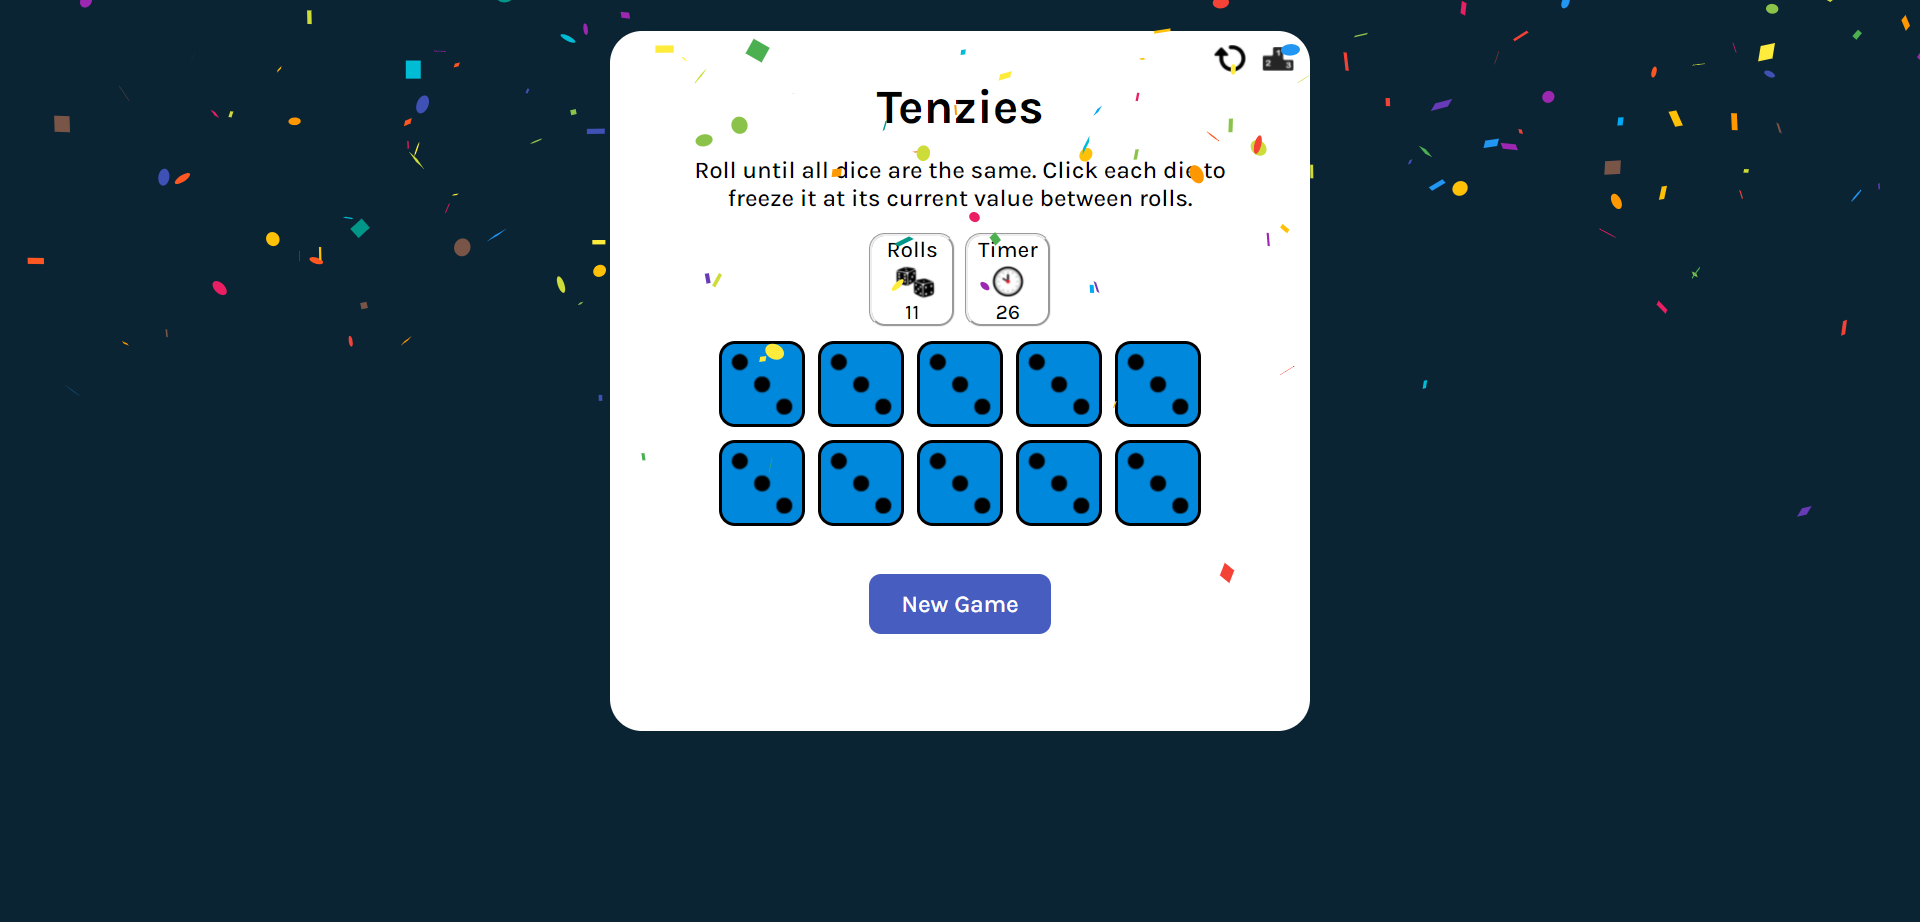 Tenzies
Roll until all dice are the same. Click each die to
freeze it at its current value between rolls.
Rolls
11
Timer
26
New Game